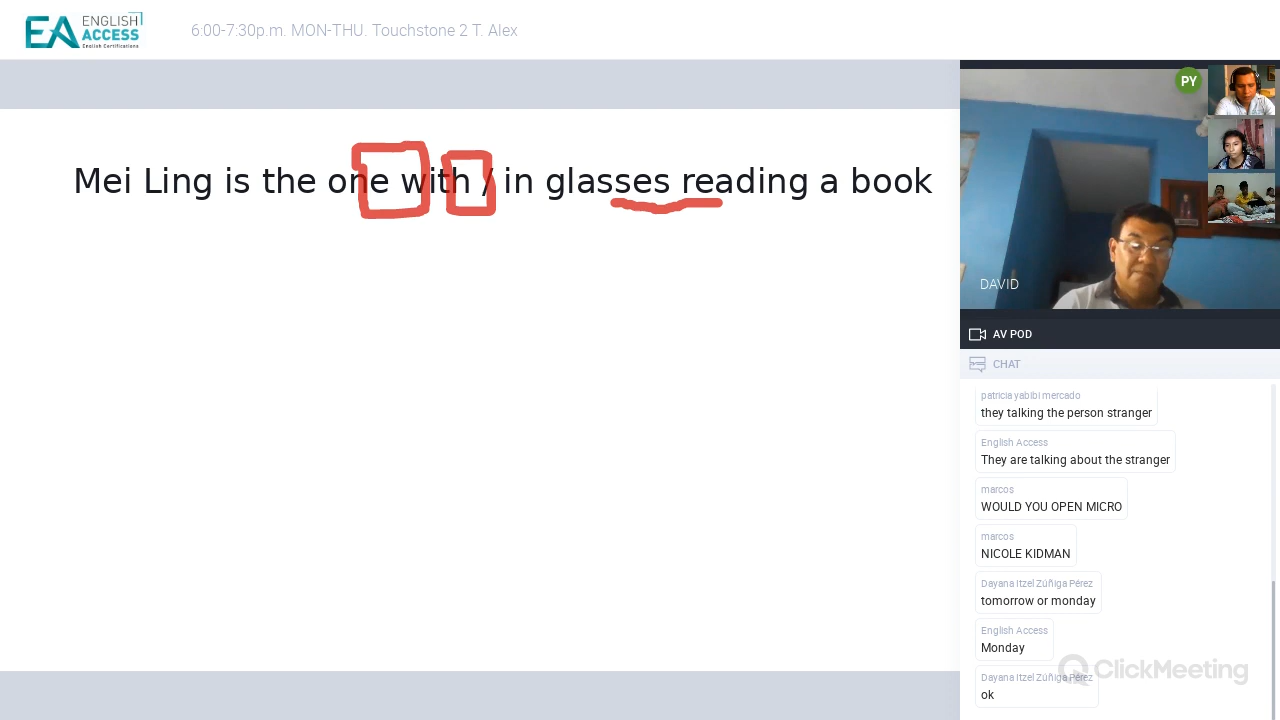 EA ENGLISH ACCESS
English Certifications
6:00-7:30p.m. MON-THU. Touchstone 2 T. Alex
Mei Ling is the one with / in glasses reading a book
PY
DAVID
AV POD
CHAT
patricia yabibi mercado
they talking the person stranger
English Access
They are talking about the stranger
marcos
WOULD YOU OPEN MICRO
marcos
NICOLE KIDMAN
Dayana Itzel Zúñiga Pérez
tomorrow or monday
English Access
Monday
Dayana Itzel Zúñiga Pérez
ok
ClickMeeting